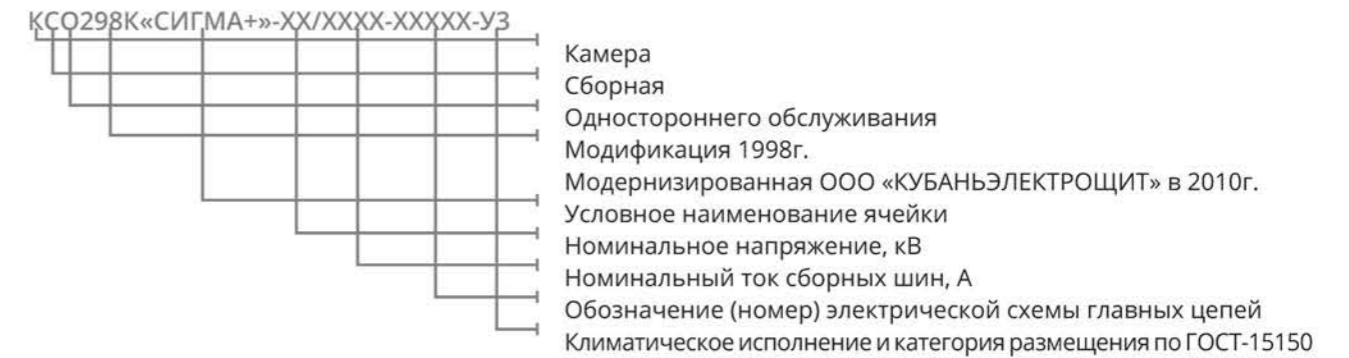 КСО298К«СИГМА+»-XX/XXXX-XXXXX-У3
Камера
Сборная
Одностороннего обслуживания
Модификация 1998г.
Модернизированная ООО «КУБАНЬЭЛЕКТРОЩИТ» в 2010г.
Условное наименование ячейки
Номинальное напряжение, кВ
Номинальный ток сборных шин, А
Обозначение (номер) электрической схемы главных цепей
Климатическое исполнение и категория размещения по ГОСТ-15150